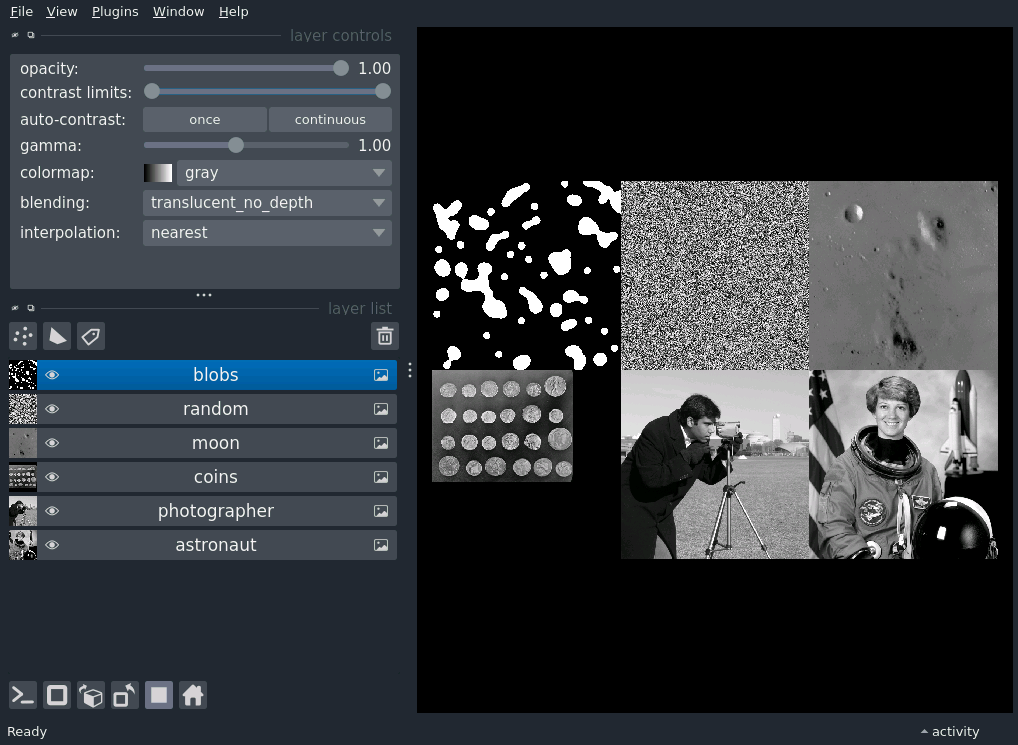 File View Plugins Window Help
layer controls
opacity: 1.00
contrast limits:
auto-contrast: once continuous
gamma: 1.00
colormap: gray
blending: translucent_no_depth
interpolation: nearest
layer list
blobs
random
moon
coins
photographer
astronaut
Ready
activity